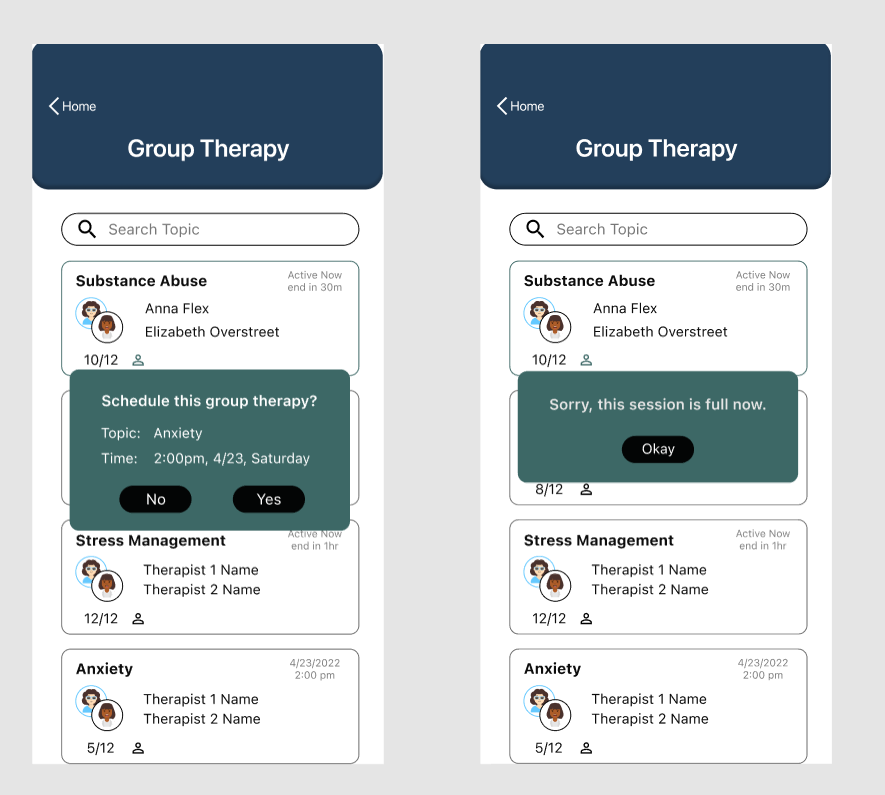 Home
Group Therapy
Search Topic
Substance Abuse
Active Now
end in 30m
Anna Flex
Elizabeth Overstreet
10/12
Schedule this group therapy?
Topic: Anxiety
Time: 2:00pm, 4/23, Saturday
No Yes
Stress Management
Active Now
end in 1hr
Therapist 1 Name
Therapist 2 Name
12/12
Anxiety
4/23/2022
2:00 pm
Therapist 1 Name
Therapist 2 Name
5/12
Home
Group Therapy
Search Topic
Substance Abuse
Active Now
end in 30m
Anna Flex
Elizabeth Overstreet
10/12
Sorry, this session is full now.
Okay
8/12
Stress Management
Active Now
end in 1hr
Therapist 1 Name
Therapist 2 Name
12/12
Anxiety
4/23/2022
2:00 pm
Therapist 1 Name
Therapist 2 Name
5/12